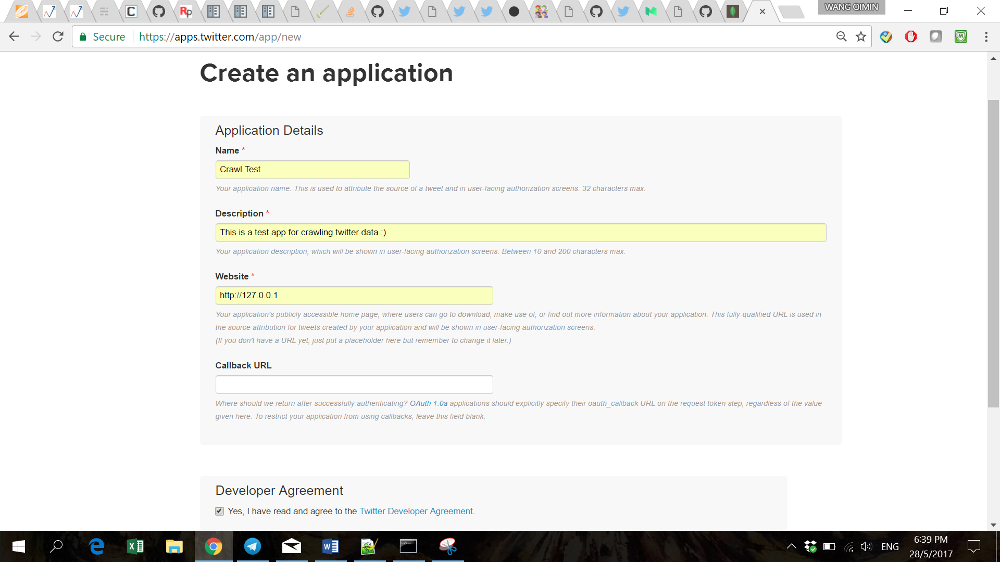 C
Rp
WANG QIMIN
Secure
https://apps.twitter.com/app/new
Create an application
Application Details
Name *
Crawl Test
Your application name. This is used to attribute the source of a tweet and in user-facing authorization screens. 32 characters max.
Description *
This is a test app for crawling twitter data :)
Your application description, which will be shown in user-facing authorization screens. Between 10 and 200 characters max.
Website *
http://127.0.0.1
Your application's publicly accessible home page, where users can go to download, make use of, or find out more information about your application. This fully-qualified URL is used in
the source attribution for tweets created by your application and will be shown in user-facing authorization screens.
(If you don't have a URL yet, just put a placeholder here but remember to change it later.)
Callback URL
Where should we return after successfully authenticating? OAuth 1.0a applications should explicitly specify their oauth_callback URL on the request token step, regardless of the value
given here. To restrict your application from using callbacks, leave this field blank.
Developer Agreement
Yes, I have read and agree to the Twitter Developer Agreement.
ENG
6:39 PM
28/5/2017